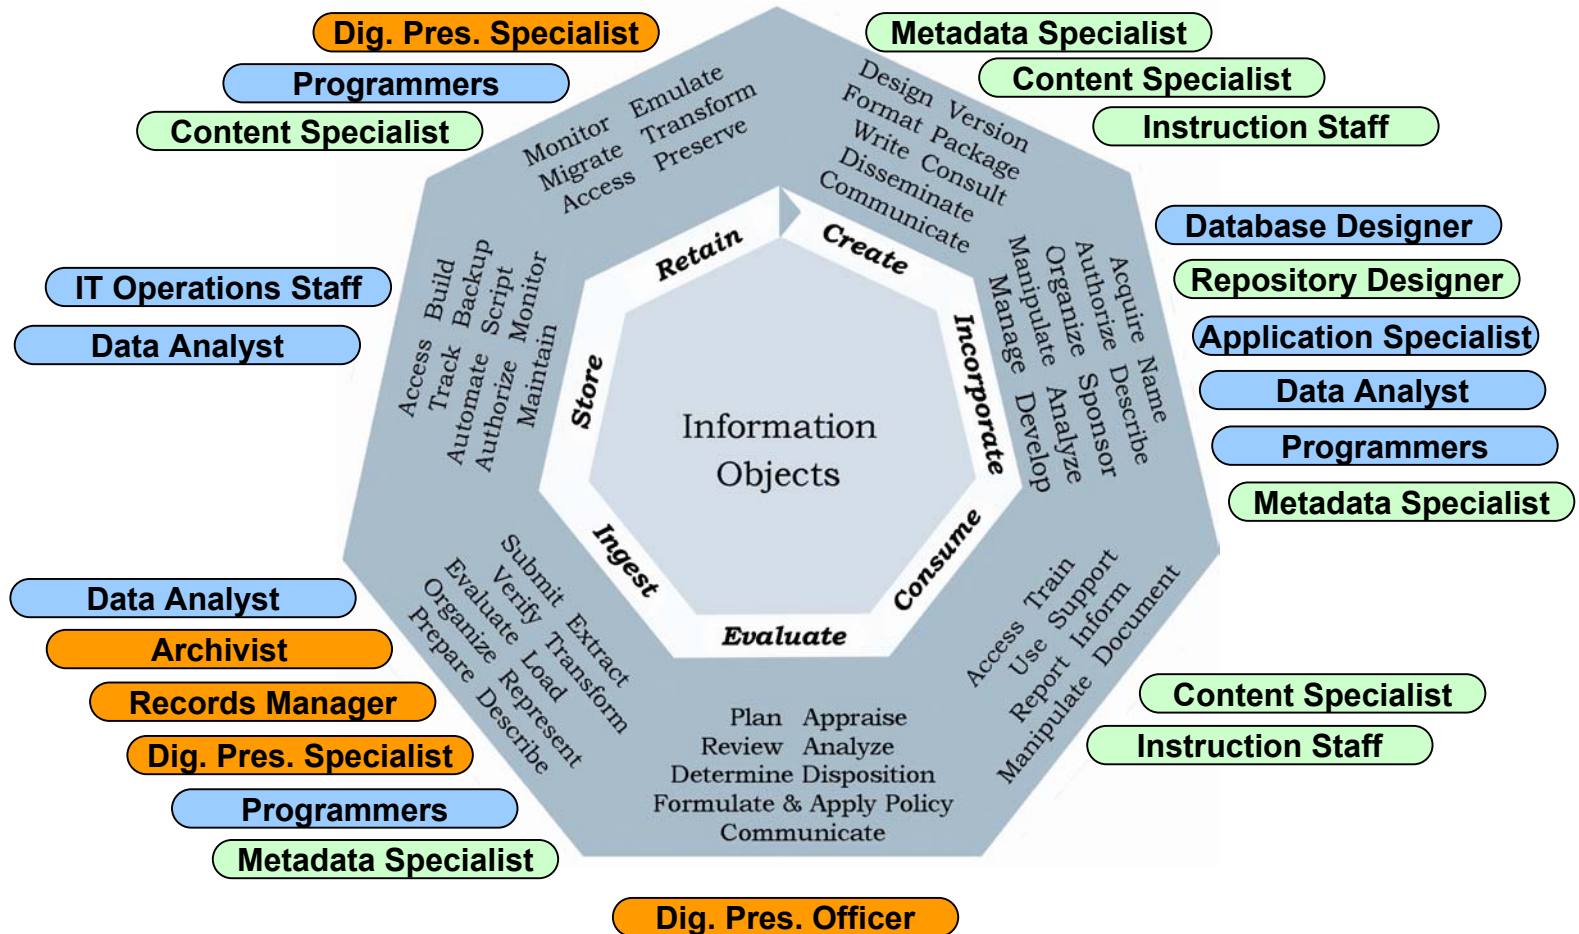 Dig. Pres. Specialist
Programmers
Content Specialist
Metadata Specialist
Content Specialist
Instruction Staff
Monitor Emulate
Migrate Transform
Access Preserve
Design Version
Format Package
Write Consult
Disseminate
Communicate
Retain
Create
Database Designer
Repository Designer
Application Specialist
Data Analyst
Programmers
Metadata Specialist
Acquire Name
Authorize Describe
Organize Sponsor
Manipulate Analyze
Manage Develop
Incorporate
IT Operations Staff
Data Analyst
Access Build
Track Backup
Automate Script
Authorize Monitor
Maintain
Store
Information
Objects
Consume
Access Train
Use Support
Report Inform
Manipulate Document
Content Specialist
Instruction Staff
Ingest
Submit Extract
Verify Transform
Evaluate Load
Organize Represent
Prepare Describe
Data Analyst
Archivist
Records Manager
Dig. Pres. Specialist
Programmers
Metadata Specialist
Evaluate
Plan Appraise
Review Analyze
Determine Disposition
Formulate & Apply Policy
Communicate
Dig. Pres. Officer